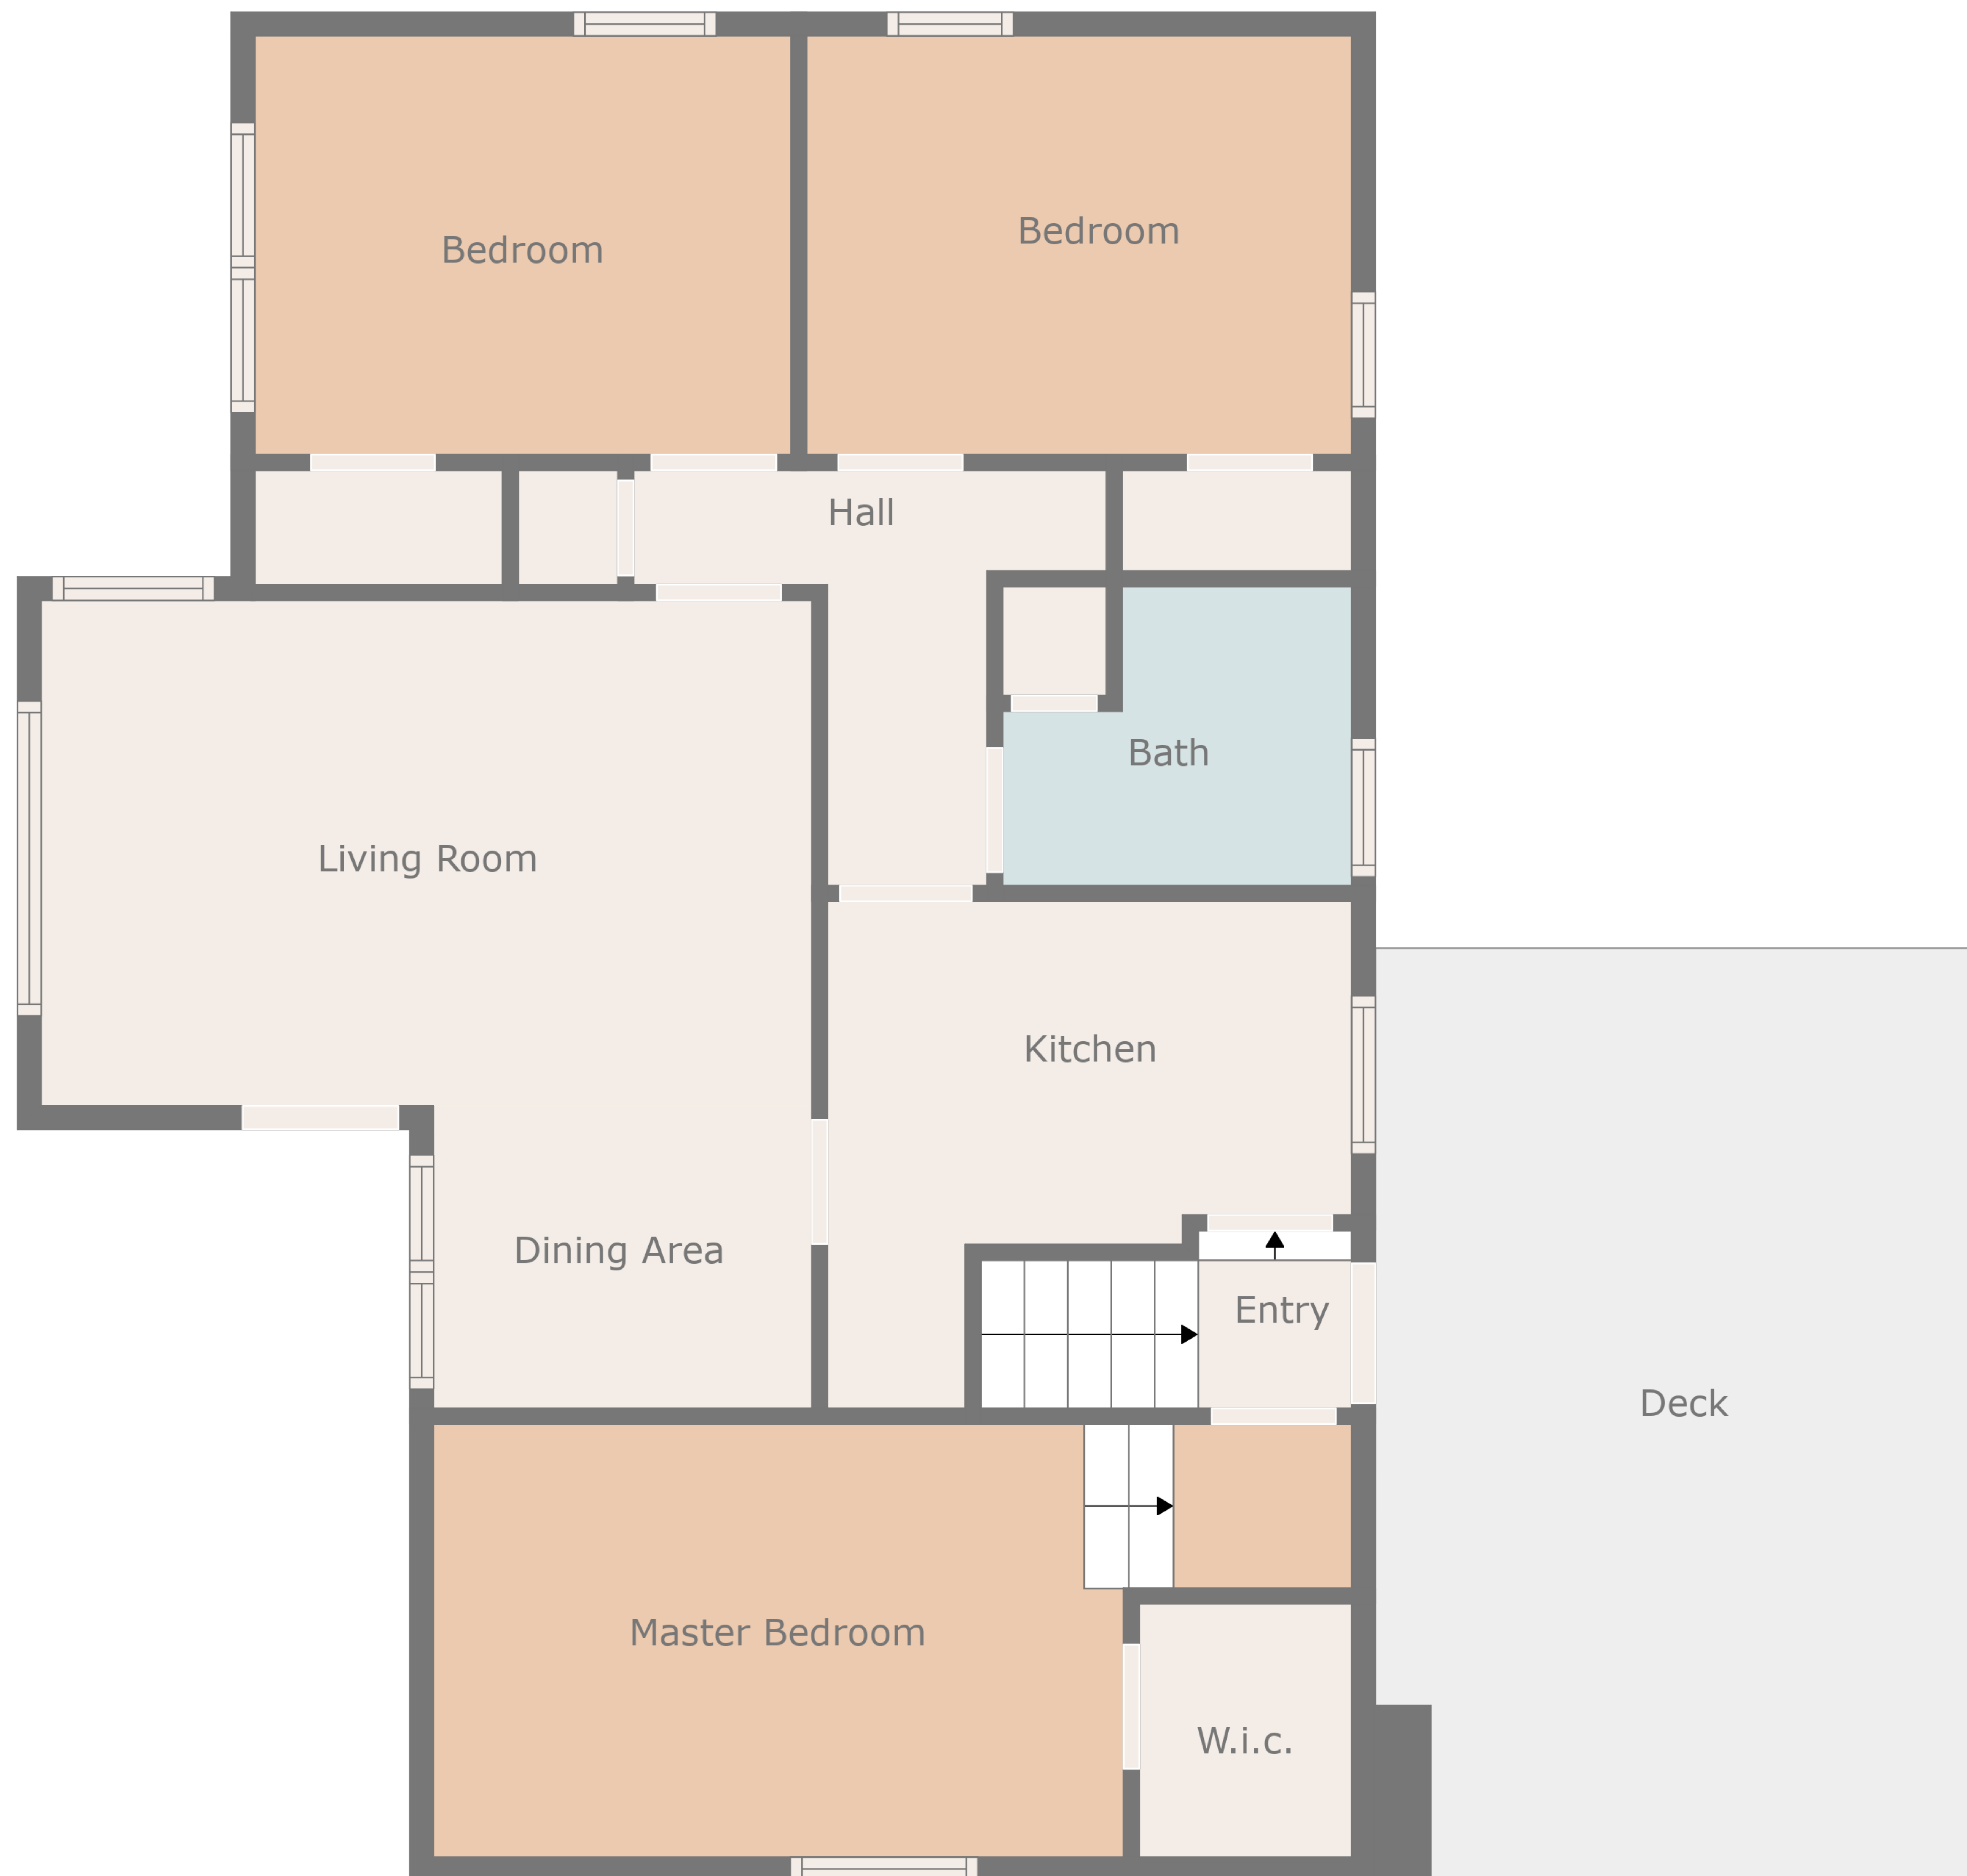 Bedroom
Bedroom
Hall
Bath
Living Room
Kitchen
Dining Area
Entry
Deck
Master Bedroom
W.i.c.